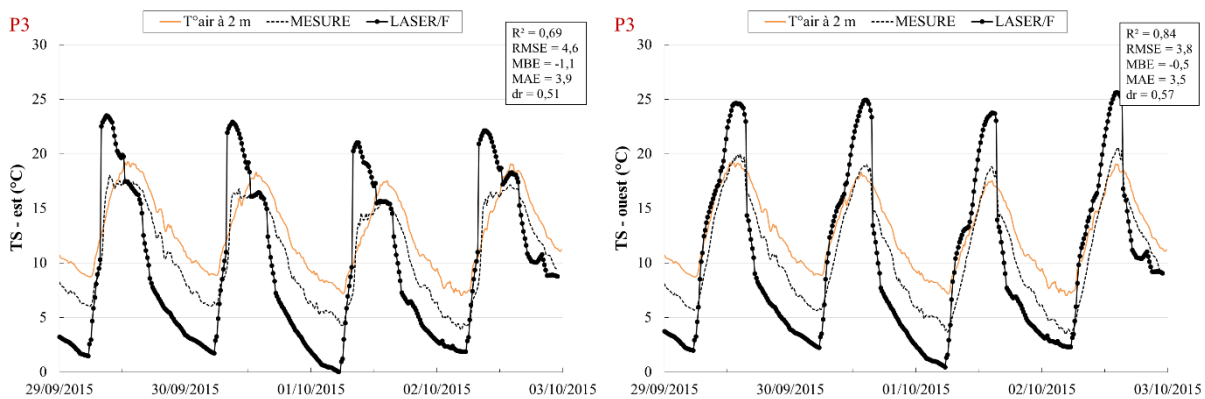 P3
T°air à 2 m MESURE LASER/F
R² = 0,69
RMSE = 4,6
MBE = -1,1
MAE = 3,9
dr = 0,51
TS - est (°C)
30
25
20
15
10
5
0
29/09/2015 30/09/2015 01/10/2015 02/10/2015 03/10/2015
P3
T°air à 2 m MESURE LASER/F
R² = 0,84
RMSE = 3,8
MBE = -0,5
MAE = 3,5
dr = 0,57
TS - ouest (°C)
30
25
20
15
10
5
0
29/09/2015 30/09/2015 01/10/2015 02/10/2015 03/10/2015